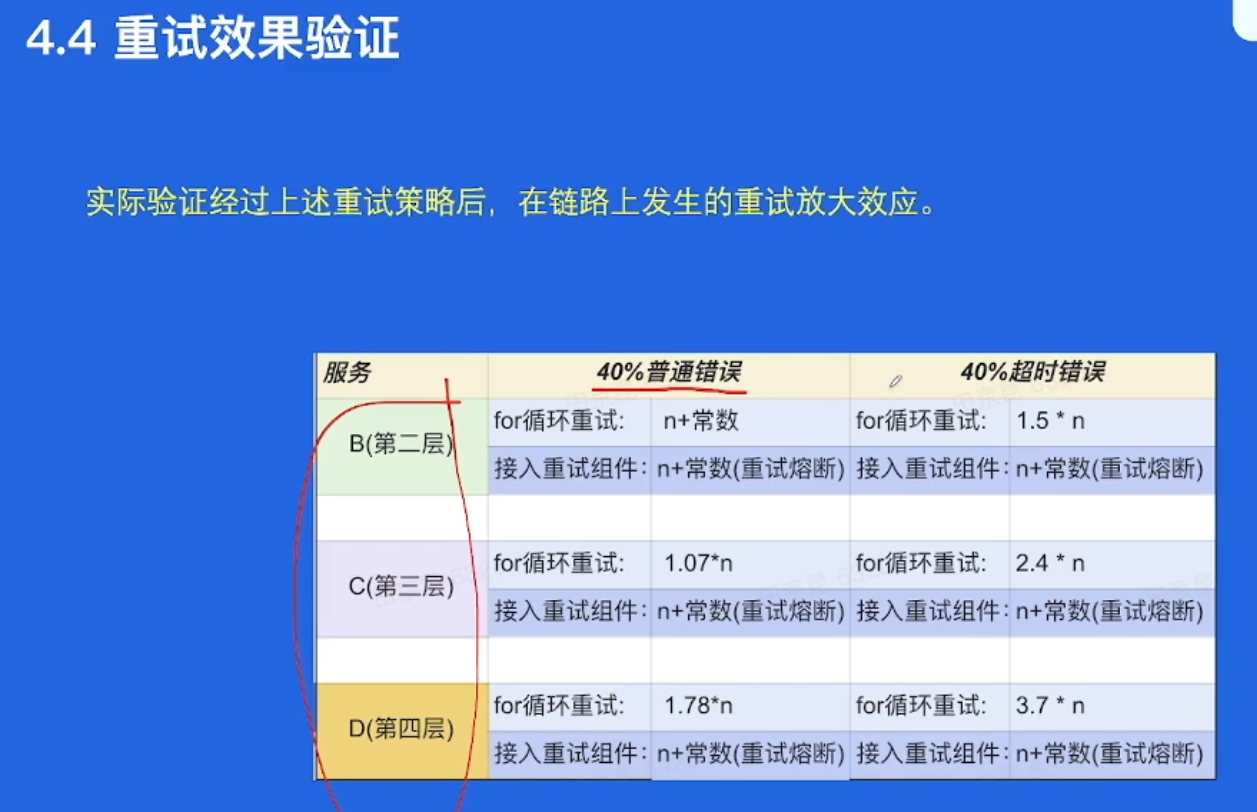 4.4 重试效果验证
实际验证经过上述重试策略后，在链路上发生的重试放大效应。
服务 40%普通错误 40%超时错误
B(第二层)
for循环重试: n+常数 for循环重试: 1.5 * n
接入重试组件: n+常数(重试熔断) 接入重试组件: n+常数(重试熔断)
C(第三层)
for循环重试: 1.07*n for循环重试: 2.4 * n
接入重试组件: n+常数(重试熔断) 接入重试组件: n+常数(重试熔断)
D(第四层)
for循环重试: 1.78*n for循环重试: 3.7 * n
接入重试组件: n+常数(重试熔断) 接入重试组件: n+常数(重试熔断)